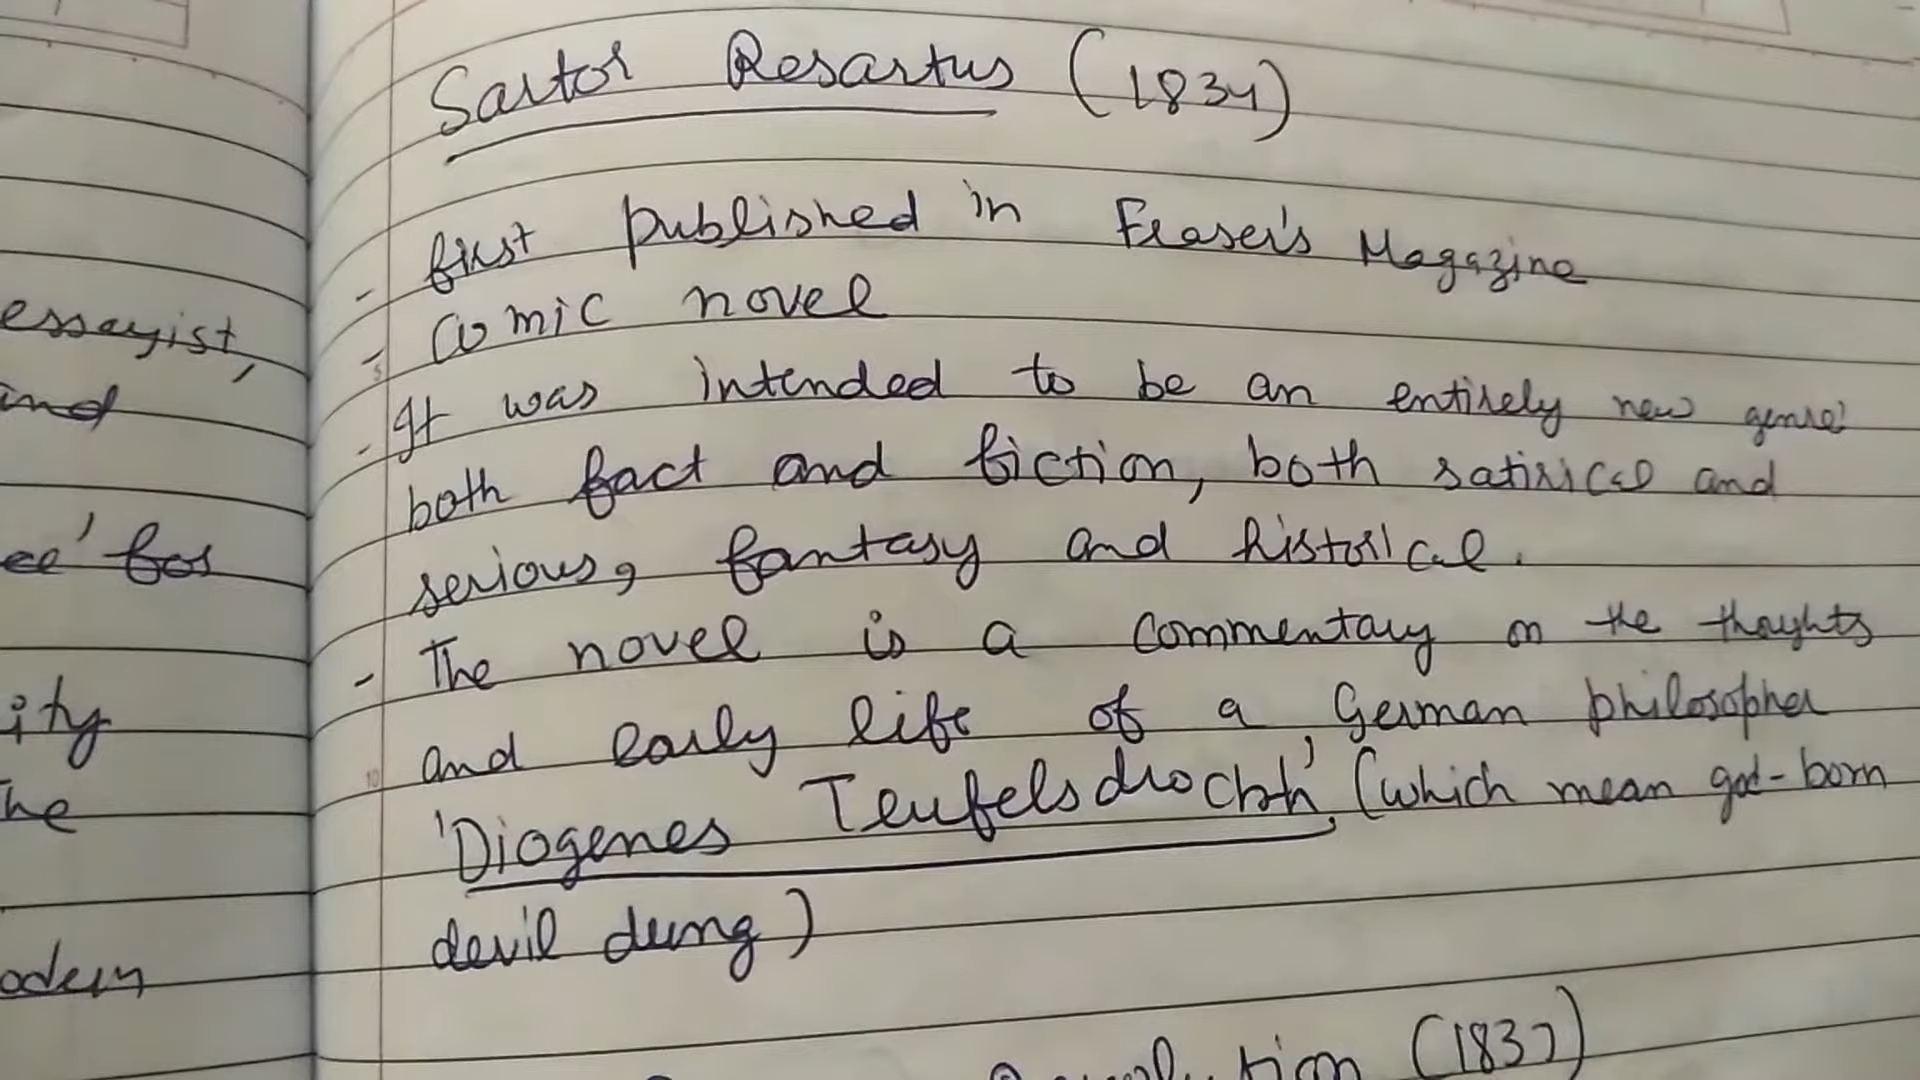 Sartor Resartus (1834)
- first published in Fraser's Magazine
- Comic novel
- It was intended to be an entirely new genre:
both fact and fiction, both satirical and
serious, fantasy and historical.
- The novel is a commentary on the thoughts
and early life of a German philosopher
'Diogenes Teufelsdrockh', (which mean god-born
devil dung)
(1837)
essayist,
and
ee' for
ity
he
odern